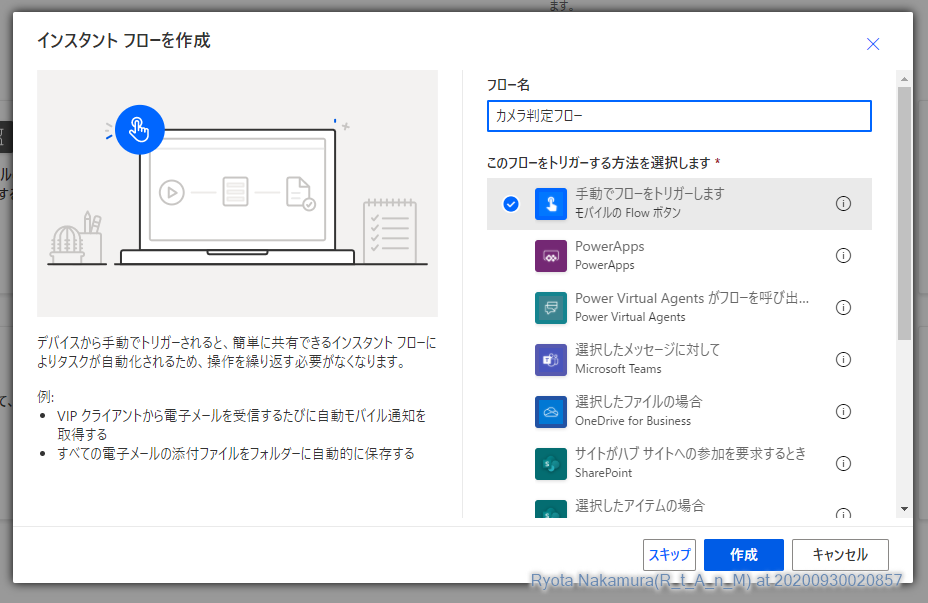 ます。
インスタント フローを作成
フロー名
カメラ判定フロー
このフローをトリガーする方法を選択します *
手動でフローをトリガーします
モバイルの Flow ボタン
PowerApps
PowerApps
Power Virtual Agents がフローを呼び出...
Power Virtual Agents
選択したメッセージに対して
Microsoft Teams
選択したファイルの場合
OneDrive for Business
サイトがハブ サイトへの参加を要求するとき
SharePoint
選択したアイテムの場合
デバイスから手動でトリガーされると、簡単に共有できるインスタント フローに
よりタスクが自動化されるため、操作を繰り返す必要がなくなります。
例:
• VIP クライアントから電子メールを受信するたびに自動モバイル通知を
取得する
• すべての電子メールの添付ファイルをフォルダーに自動的に保存する
スキップ
作成
キャンセル
Ryota Nakamura(R_t_A_n_M) at 20200930020857